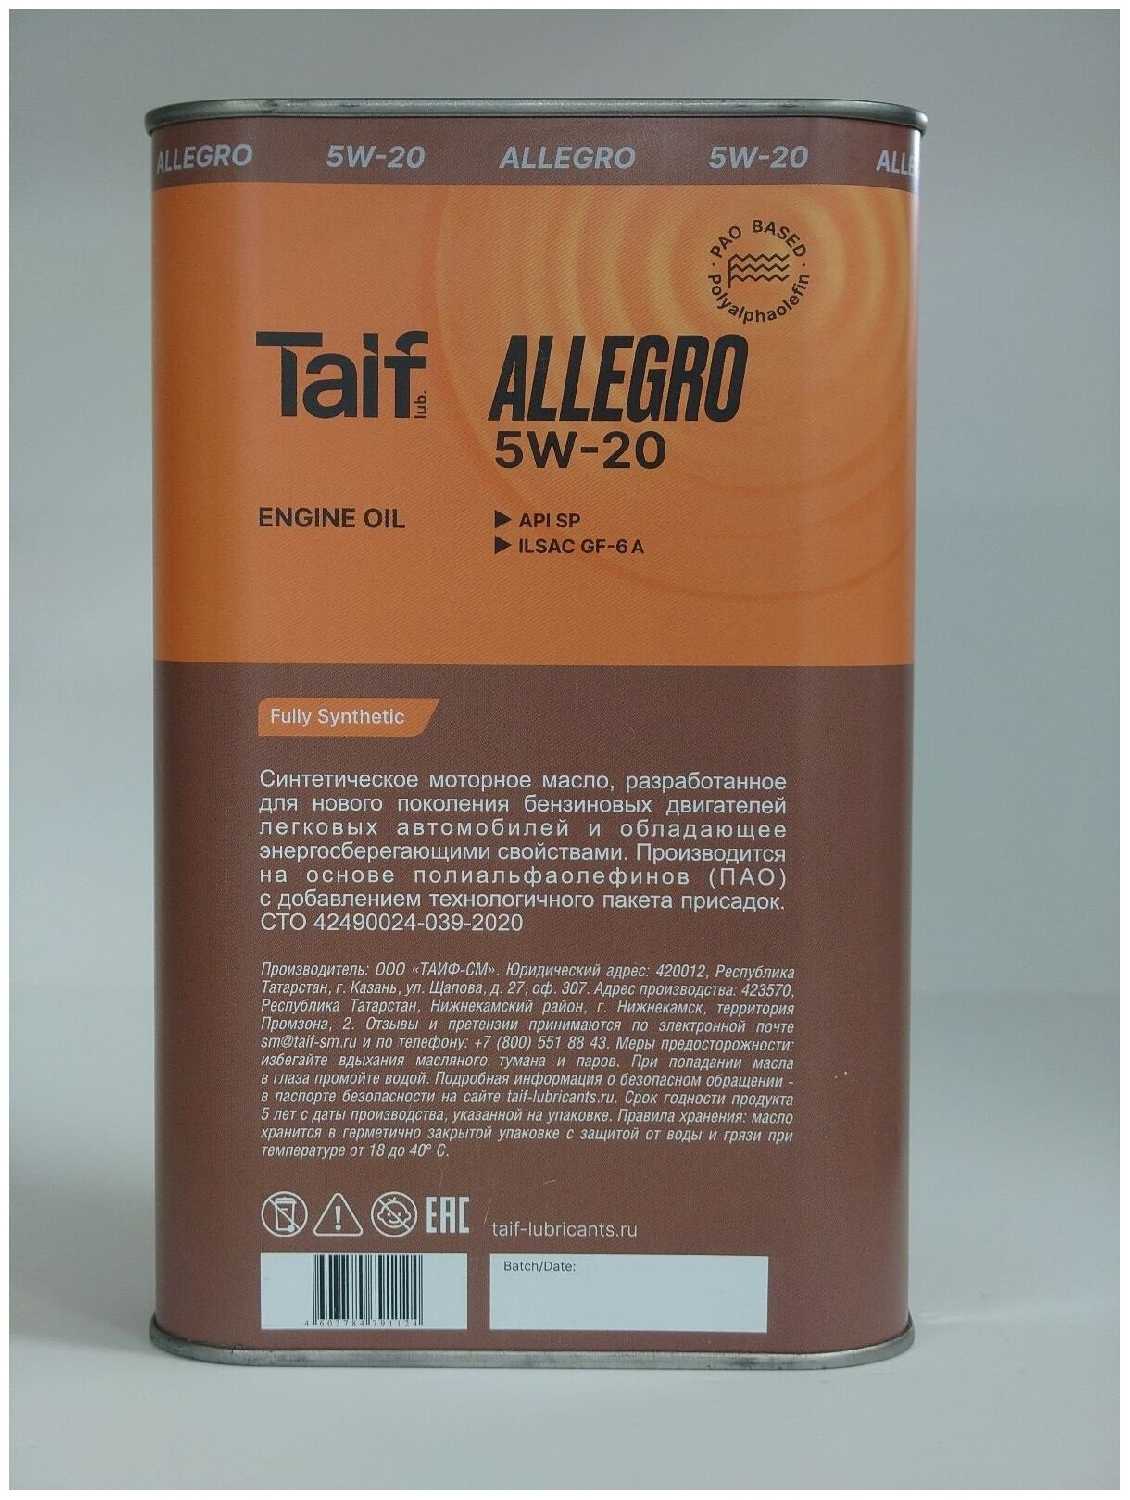 ALLEGRO 5W-20 ALLEGRO 5W-20 ALLE
PAO BASED
Polyalphaolefin
Taif lub.
ALLEGRO
5W-20
ENGINE OIL
API SP
ILSAC GF-6A
Fully Synthetic
Синтетическое моторное масло, разработанное
для нового поколения бензиновых двигателей
легковых автомобилей и обладающее
энергосберегающими свойствами. Производится
на основе полиальфаолефинов (ПАО)
с добавлением технологичного пакета присадок.
СТО 42490024-039-2020
Производитель: ООО «ТАИФ-СМ». Юридический адрес: 420012, Республика
Татарстан, г. Казань, ул. Щапова, д. 27, оф. 307. Адрес производства: 423570,
Республика Татарстан, Нижнекамский район, г. Нижнекамск, территория
Промзона, 2. Отзывы и претензии принимаются по электронной почте
sm@taif-sm.ru и по телефону: +7 (800) 551 88 43. Меры предосторожности:
избегайте вдыхания масляного тумана и паров. При попадании масла
в глаза промойте водой. Подробная информация о безопасном обращении -
в паспорте безопасности на сайте taif-lubricants.ru. Срок годности продукта
5 лет с даты производства, указанной на упаковке. Правила хранения: масло
хранится в герметично закрытой упаковке с защитой от воды и грязи при
температуре от 18 до 40° С.
EAC taif-lubricants.ru
Batch/Date: